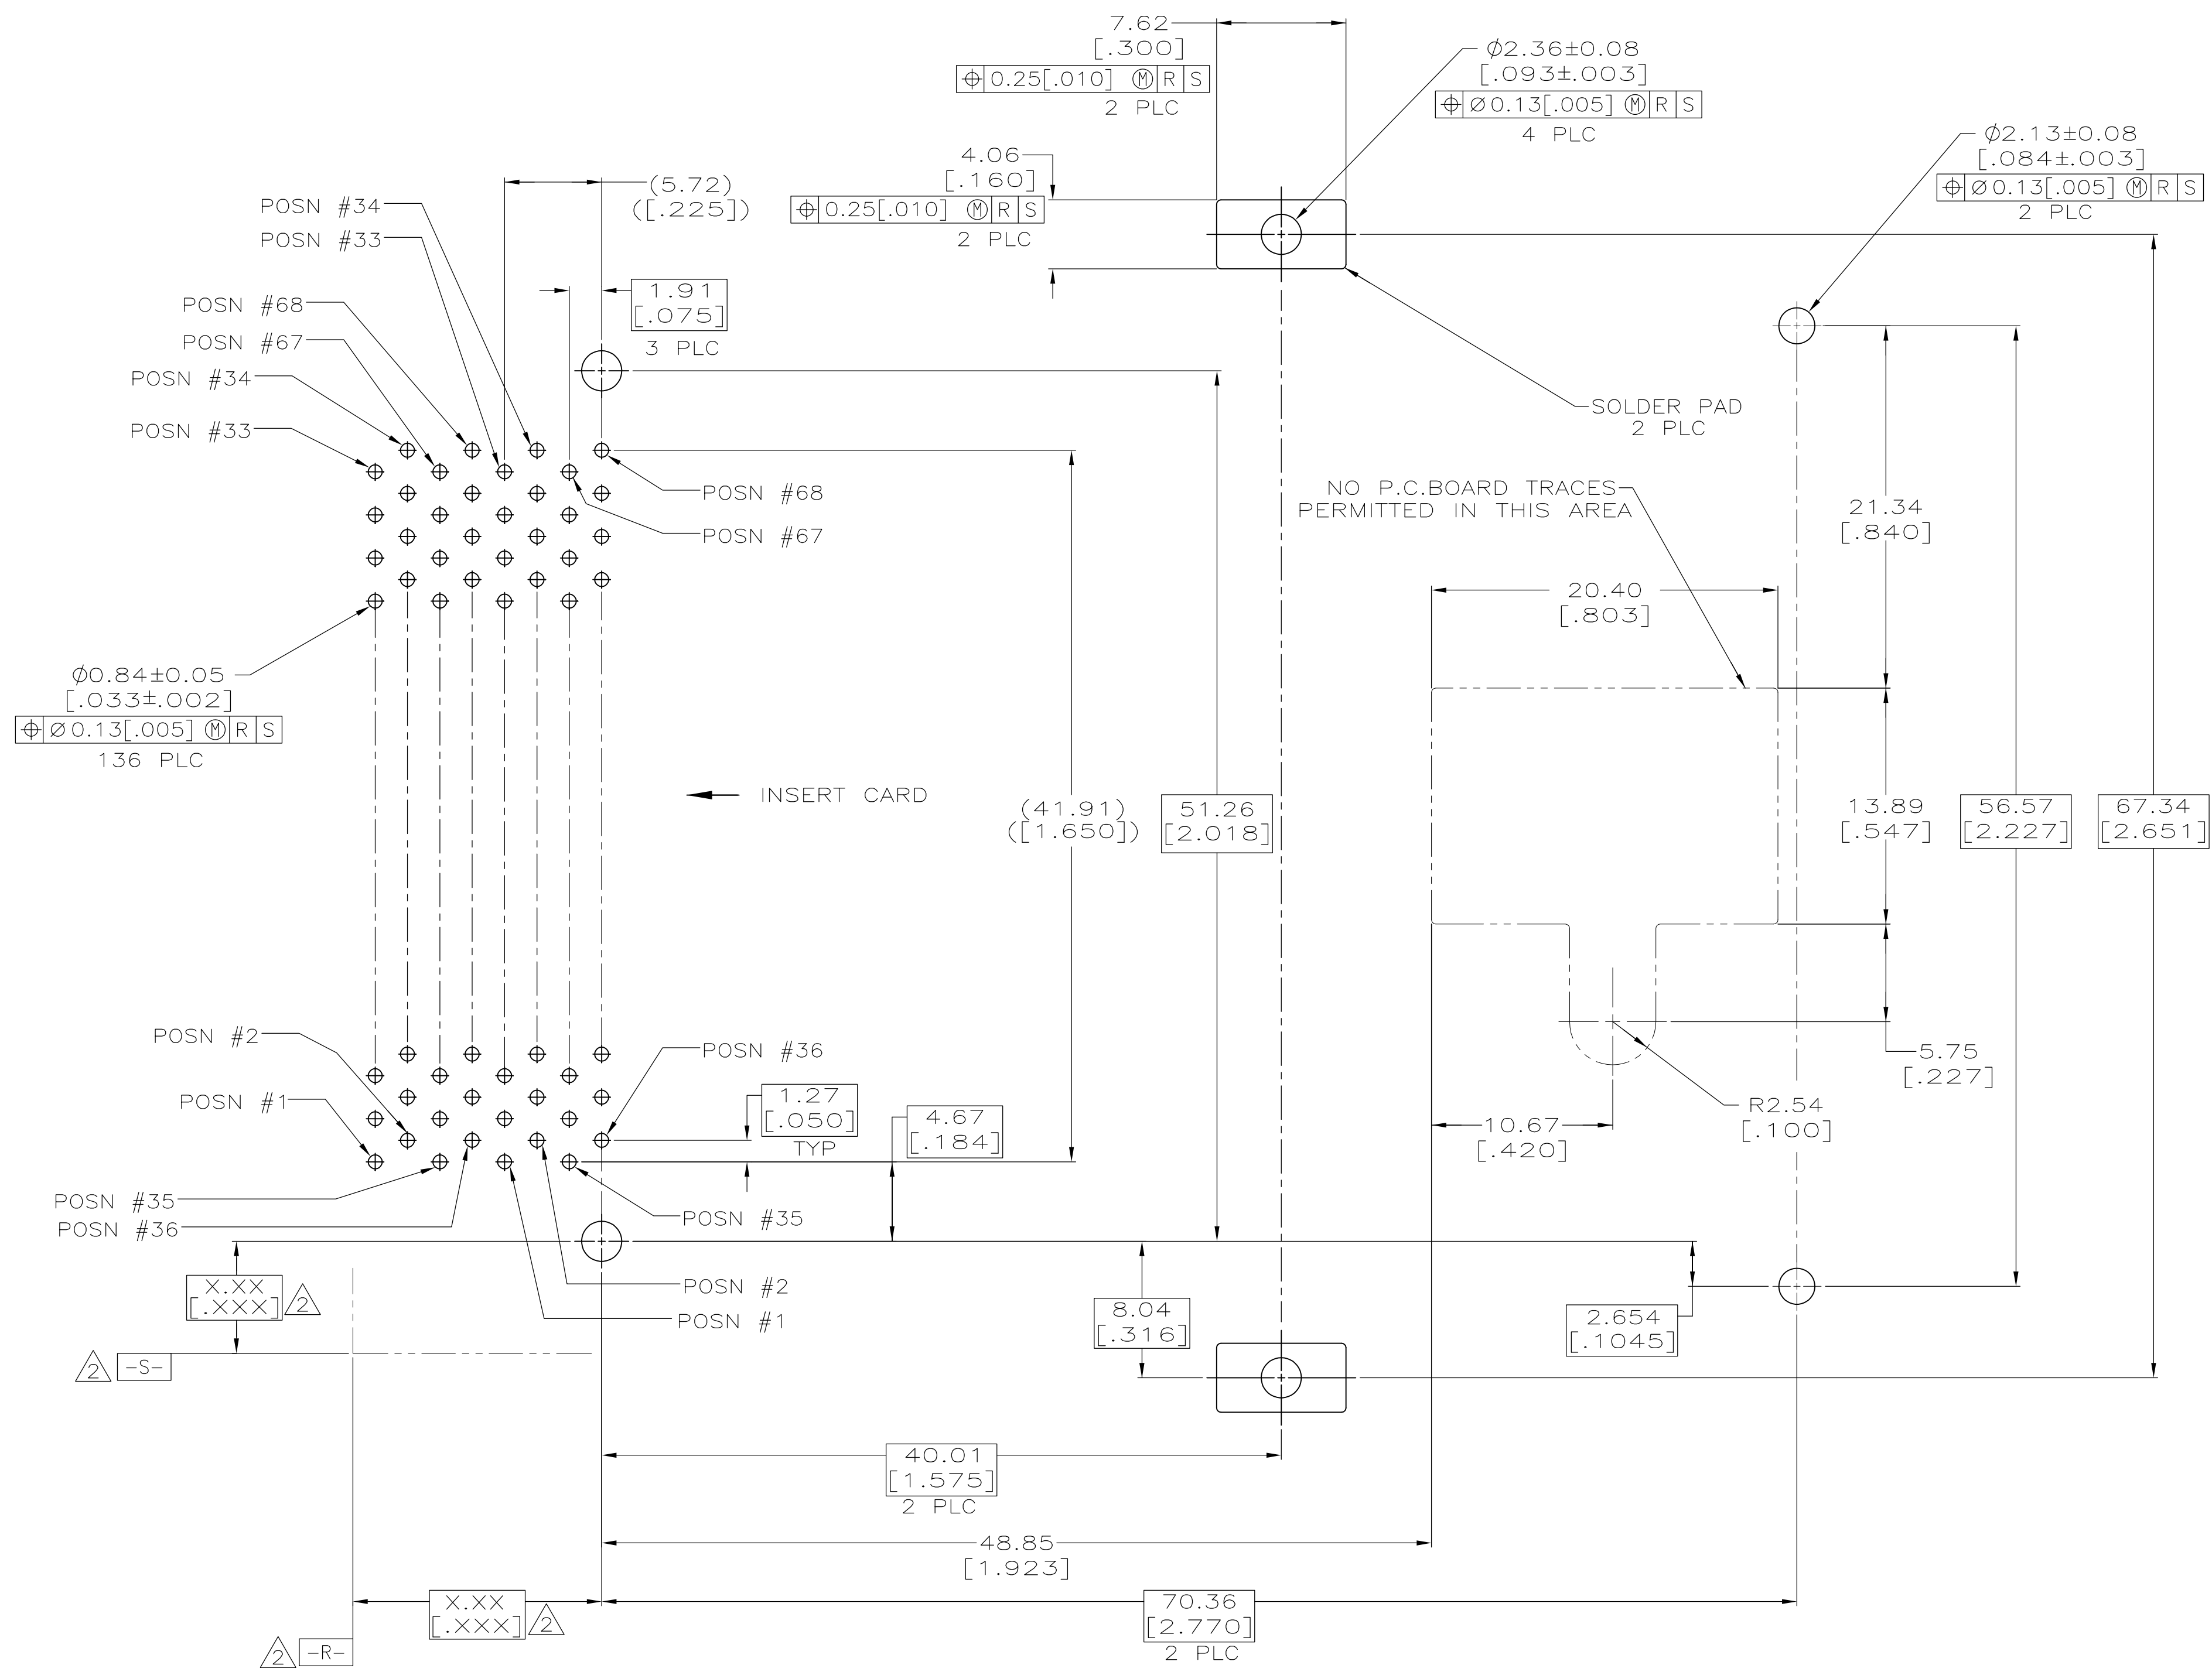 7.62
[.300]
⌖ 0.25[.010] Ⓜ R S
2 PLC
∅2.36±0.08
[.093±.003]
⌖ ∅0.13[.005] Ⓜ R S
4 PLC
∅2.13±0.08
[.084±.003]
⌖ ∅0.13[.005] Ⓜ R S
2 PLC
4.06
[.160]
⌖ 0.25[.010] Ⓜ R S
2 PLC
(5.72)
([.225])
POSN #34
POSN #33
1.91
[.075]
3 PLC
POSN #68
POSN #67
POSN #34
POSN #33
SOLDER PAD
2 PLC
POSN #68
POSN #67
NO P.C.BOARD TRACES
PERMITTED IN THIS AREA
21.34
[.840]
20.40
[.803]
∅0.84±0.05
[.033±.002]
⌖ ∅0.13[.005] Ⓜ R S
136 PLC
INSERT CARD
(41.91)
([1.650])
51.26
[2.018]
13.89
[.547]
56.57
[2.227]
67.34
[2.651]
POSN #2
POSN #1
POSN #36
1.27
[.050]
TYP
4.67
[.184]
5.75
[.227]
R2.54
[.100]
10.67
[.420]
POSN #35
POSN #36
POSN #35
POSN #2
POSN #1
X.XX
[.XXX]
2
2
-S-
8.04
[.316]
2.654
[.1045]
40.01
[1.575]
2 PLC
48.85
[1.923]
X.XX
[.XXX]
2
70.36
[2.770]
2 PLC
2
-R-